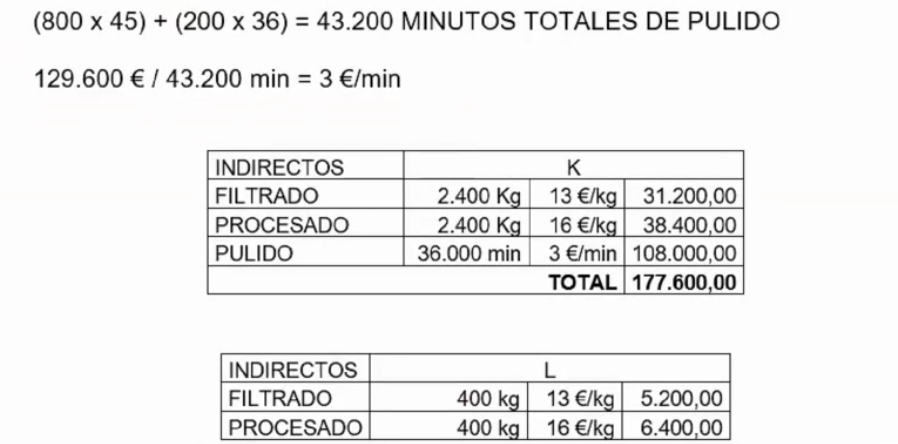 (800 x 45) + (200 x 36) = 43.200 MINUTOS TOTALES DE PULIDO
129.600 € / 43.200 min = 3 €/min
INDIRECTOS K
FILTRADO 2.400 Kg 13 €/kg 31.200,00
PROCESADO 2.400 Kg 16 €/kg 38.400,00
PULIDO 36.000 min 3 €/min 108.000,00
TOTAL 177.600,00
INDIRECTOS L
FILTRADO 400 kg 13 €/kg 5.200,00
PROCESADO 400 kg 16 €/kg 6.400,00